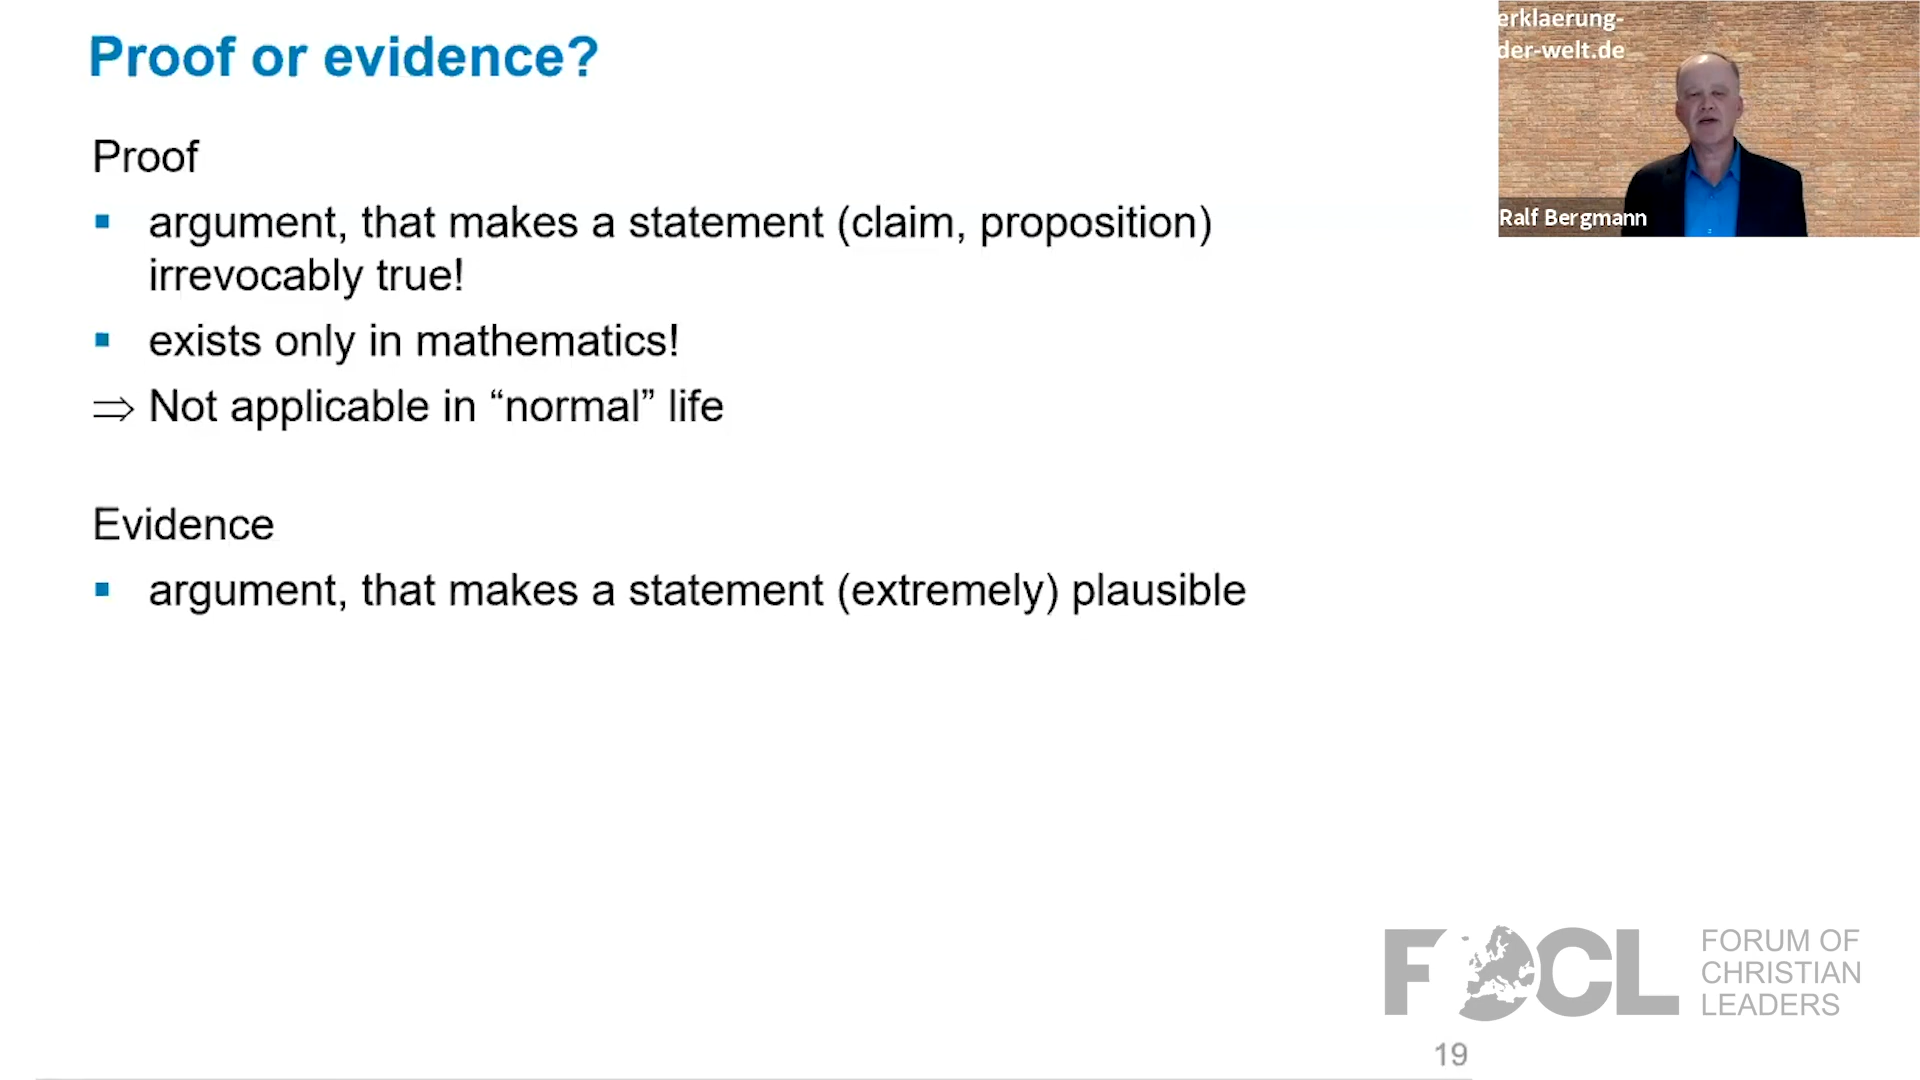 Proof or evidence?
Proof
▪ argument, that makes a statement (claim, proposition)
irrevocably true!
▪ exists only in mathematics!
⇒ Not applicable in “normal” life
Evidence
▪ argument, that makes a statement (extremely) plausible
erklaerung-
der-welt.de
Ralf Bergmann
FOCL
FORUM OF
CHRISTIAN
LEADERS
19